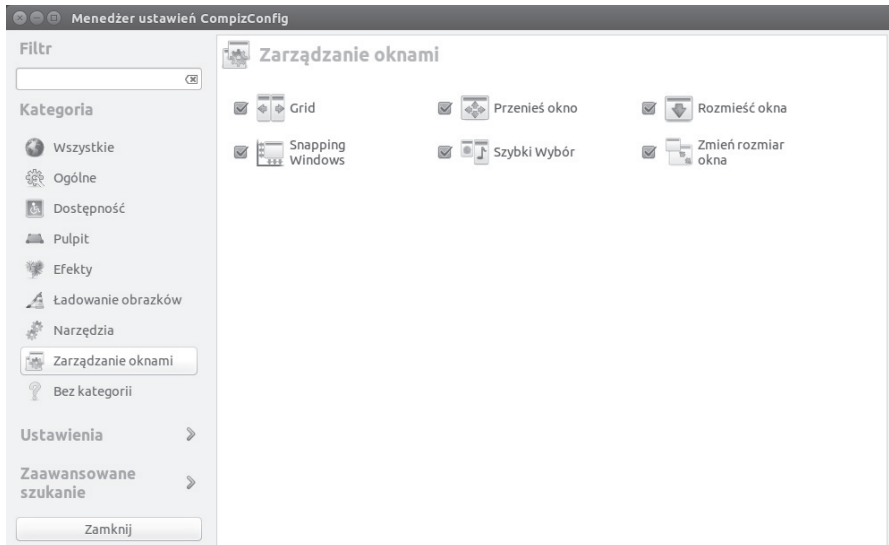 Menedżer ustawień CompizConfig
Filtr
Kategoria
Wszystkie
Ogólne
Dostępność
Pulpit
Efekty
Ładowanie obrazków
Narzędzia
Zarządzanie oknami
Bez kategorii
Ustawienia
Zaawansowane
szukanie
Zamknij
Zarządzanie oknami
Grid
Przenieś okno
Rozmieść okna
Snapping
Windows
Szybki Wybór
Zmień rozmiar
okna